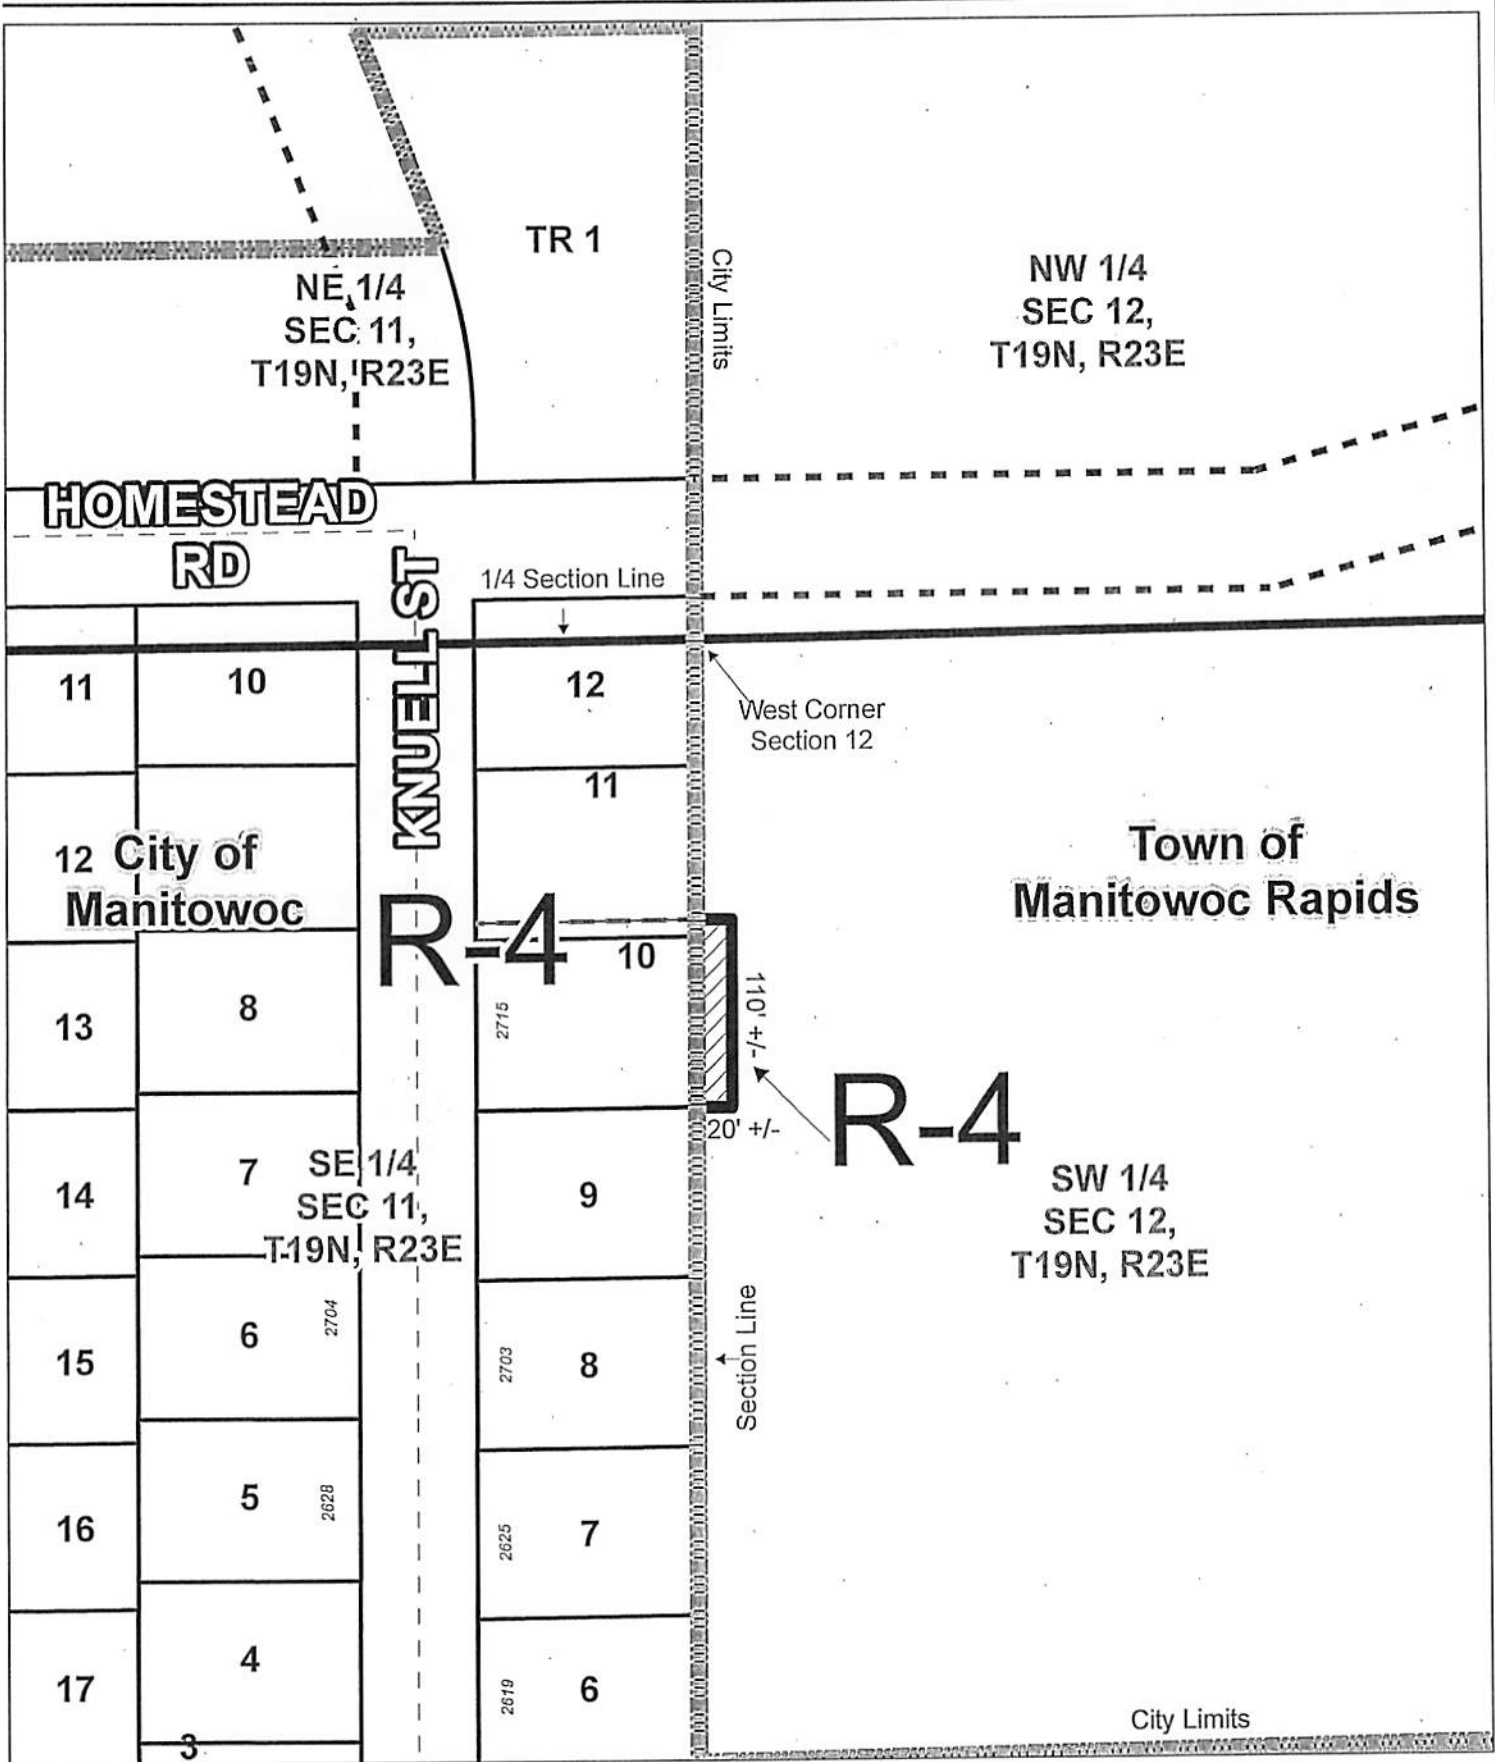 TR 1
City Limits
NE 1/4
SEC 11,
T19N, R23E
NW 1/4
SEC 12,
T19N, R23E
HOMESTEAD
RD
KNUELL ST
1/4 Section Line
11
10
12
West Corner
Section 12
11
12
City of
Manitowoc
Town of
Manitowoc Rapids
R-4
10
2715
110' +/-
13
8
20' +/-
R-4
14
7
SE 1/4
SEC 11,
T19N, R23E
9
SW 1/4
SEC 12,
T19N, R23E
15
6
2704
2703
8
Section Line
16
5
2628
2625
7
17
4
2619
6
City Limits
3